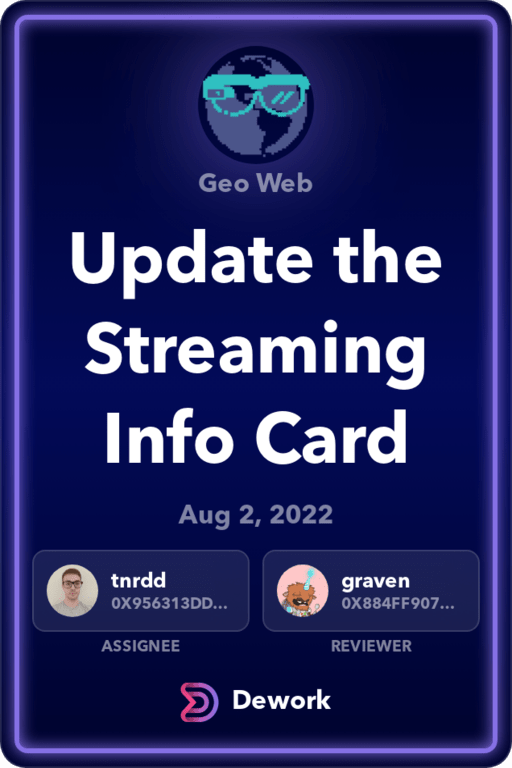 Geo Web
Update the
Streaming
Info Card
Aug 2, 2022
tnrdd
0X956313DD...
ASSIGNEE
graven
0X884FF907...
REVIEWER
Dework